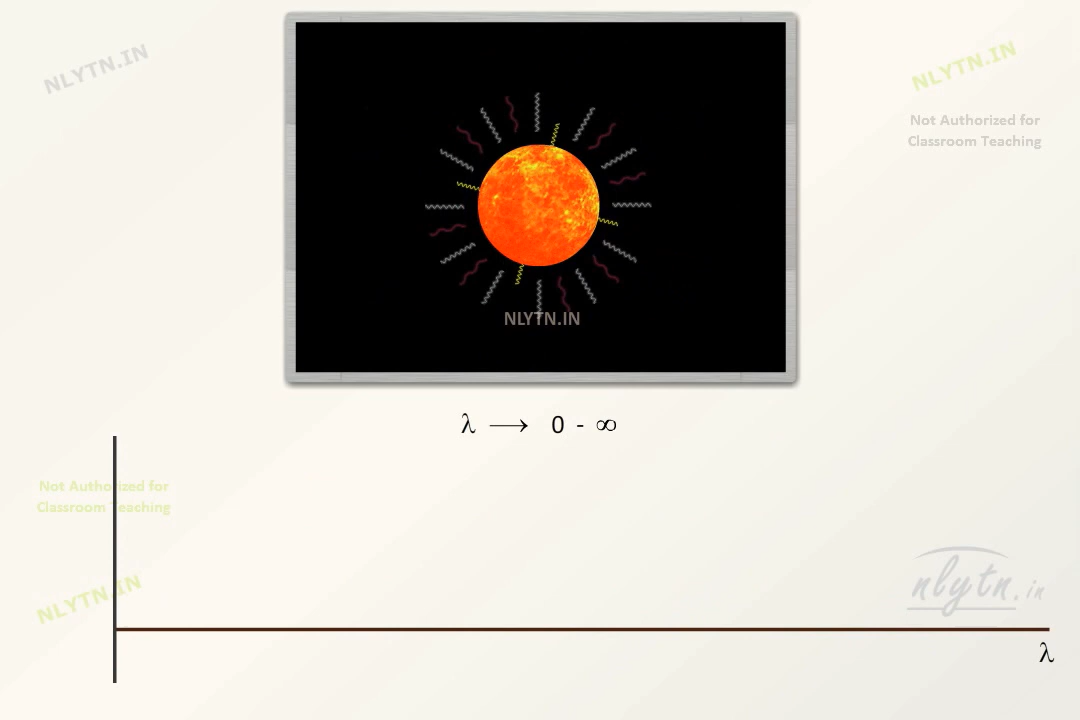 NLYTN.IN
NLYTN.IN
Not Authorized for
Classroom Teaching
NLYTN.IN
λ ⟶ 0 - ∞
Not Authorized for
Classroom Teaching
NLYTN.IN
nlytn.in
λ